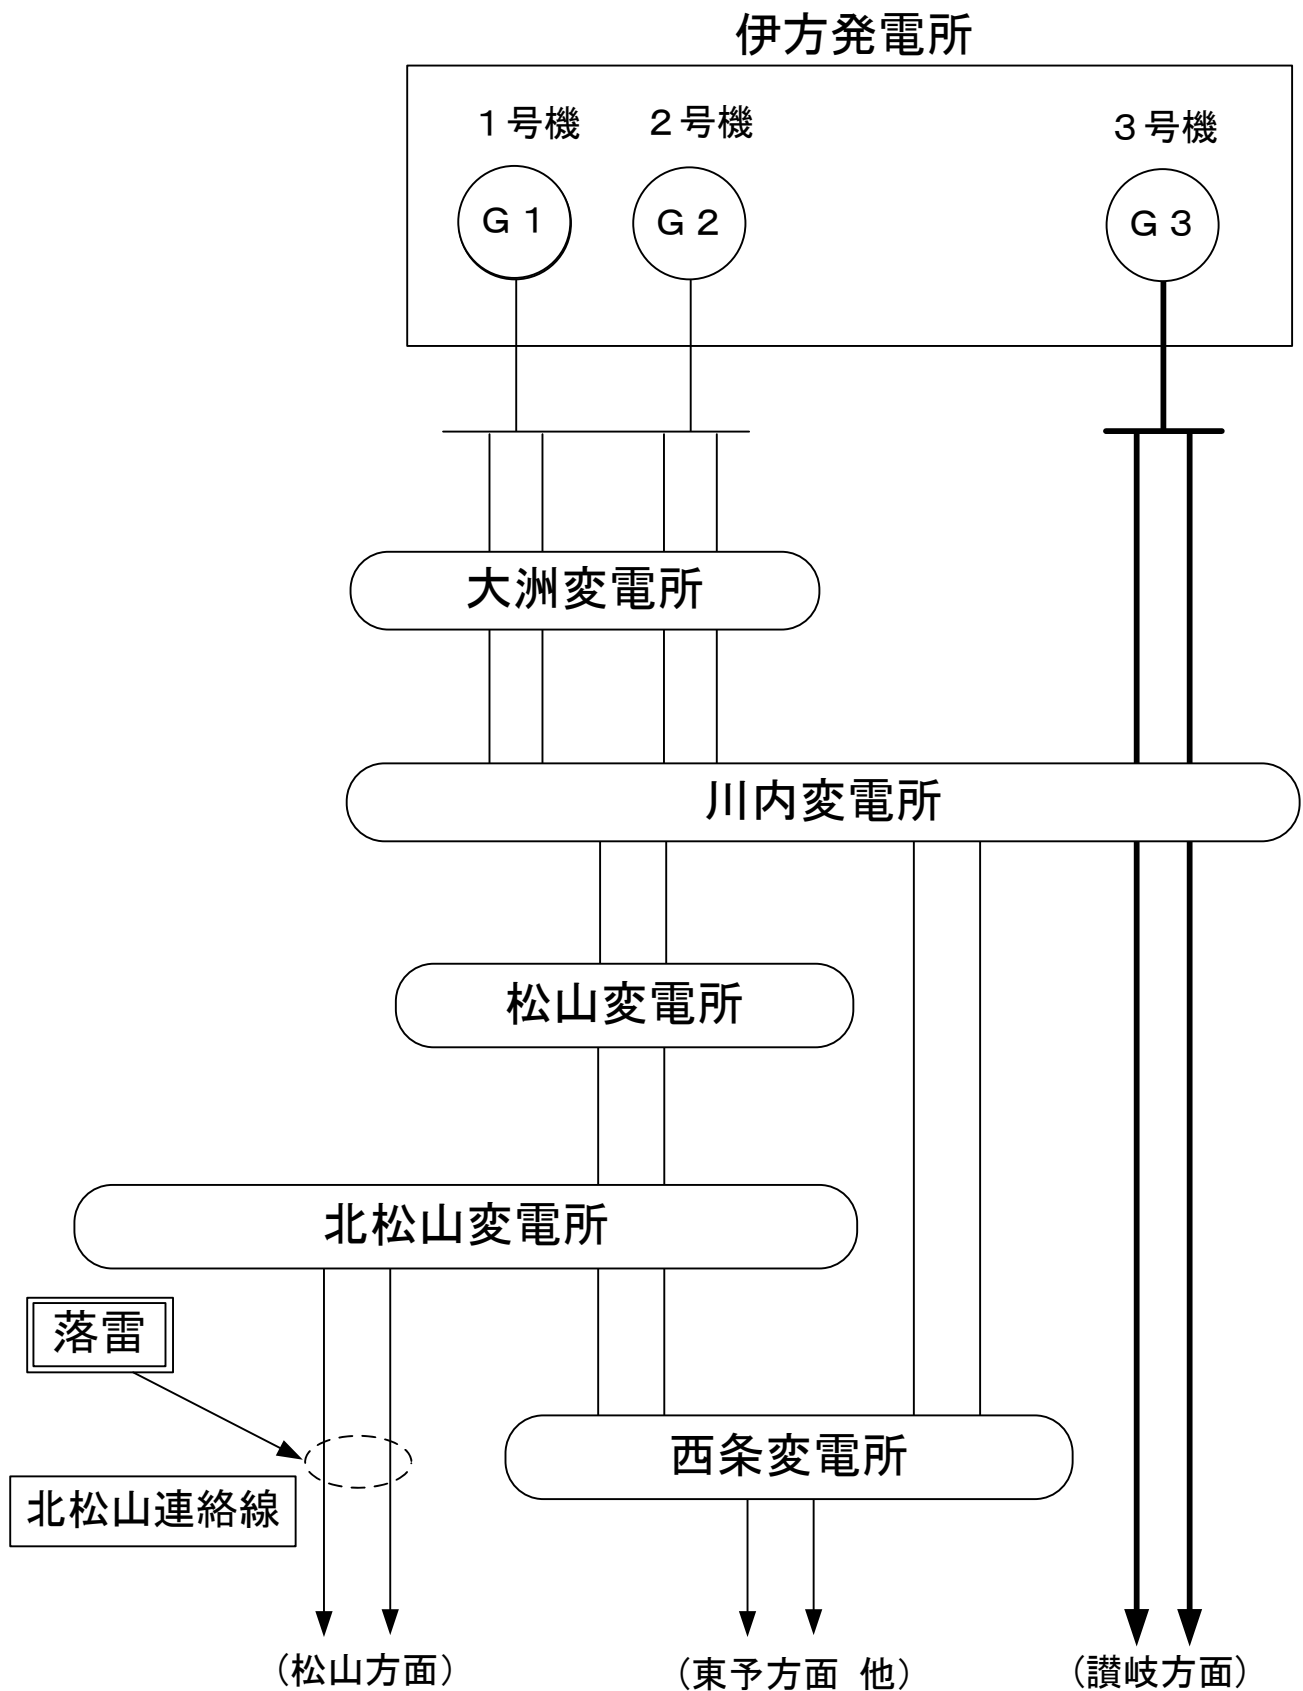 伊方発電所
１号機
２号機
３号機
Ｇ１
Ｇ２
Ｇ３
大洲変電所
川内変電所
松山変電所
北松山変電所
落雷
西条変電所
北松山連絡線
（松山方面）
（東予方面 他）
（讃岐方面）